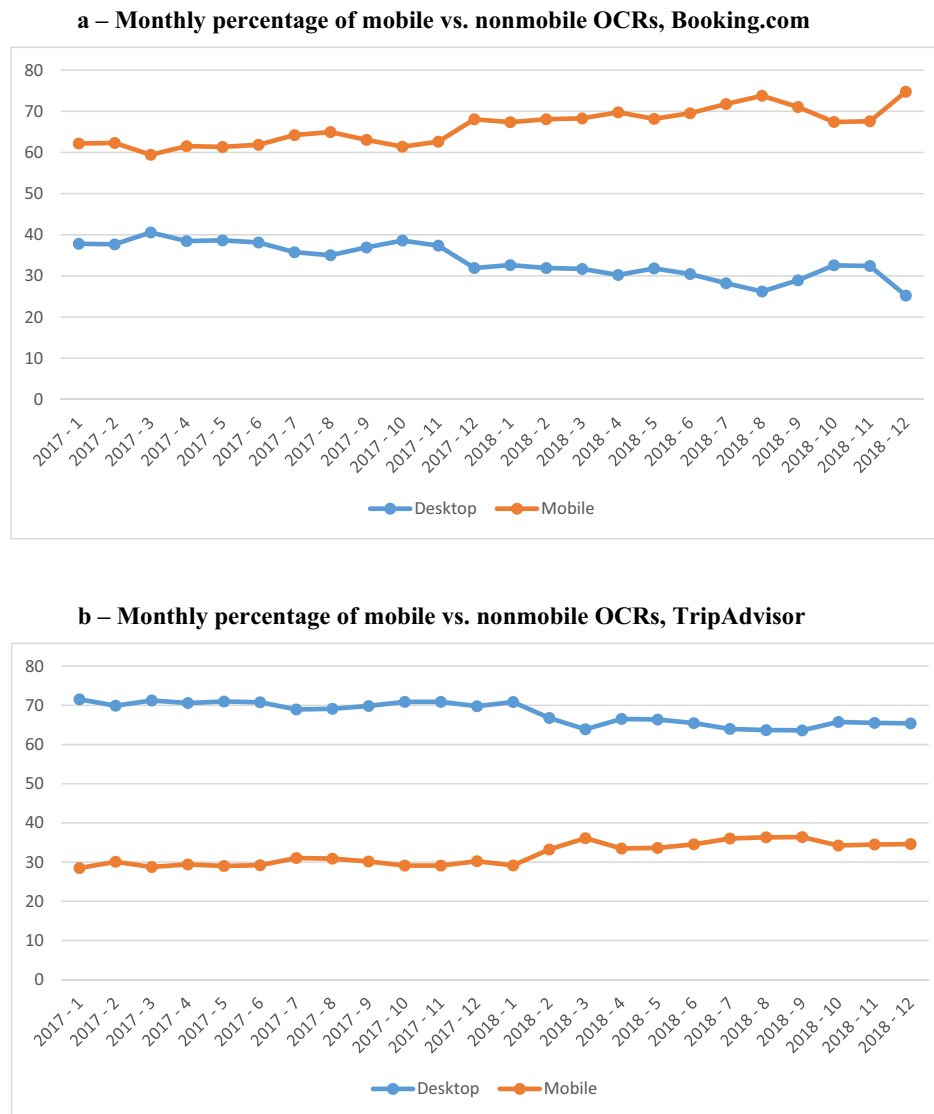 a – Monthly percentage of mobile vs. nonmobile OCRs, Booking.com
80
70
60
50
40
30
20
10
0
2017 - 1
2017 - 2
2017 - 3
2017 - 4
2017 - 5
2017 - 6
2017 - 7
2017 - 8
2017 - 9
2017 - 10
2017 - 11
2017 - 12
2018 - 1
2018 - 2
2018 - 3
2018 - 4
2018 - 5
2018 - 6
2018 - 7
2018 - 8
2018 - 9
2018 - 10
2018 - 11
2018 - 12
Desktop Mobile
b – Monthly percentage of mobile vs. nonmobile OCRs, TripAdvisor
80
70
60
50
40
30
20
10
0
2017 - 1
2017 - 2
2017 - 3
2017 - 4
2017 - 5
2017 - 6
2017 - 7
2017 - 8
2017 - 9
2017 - 10
2017 - 11
2017 - 12
2018 - 1
2018 - 2
2018 - 3
2018 - 4
2018 - 5
2018 - 6
2018 - 7
2018 - 8
2018 - 9
2018 - 10
2018 - 11
2018 - 12
Desktop Mobile